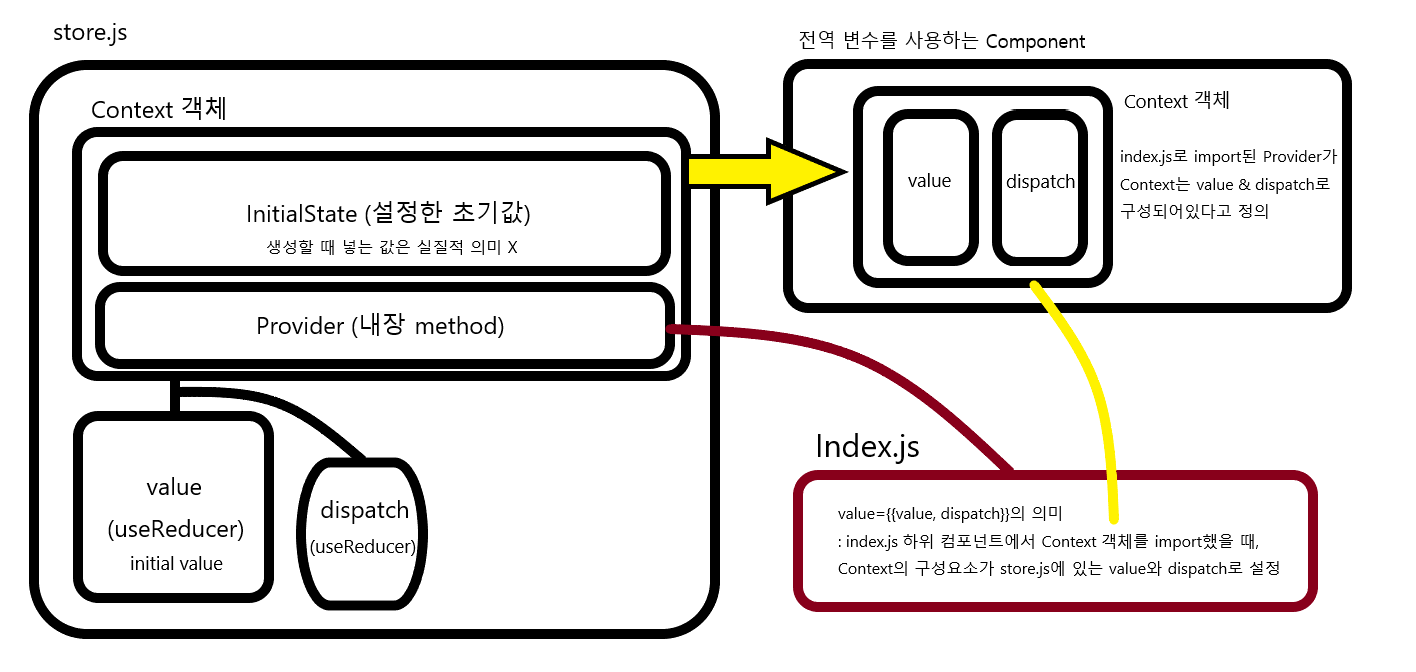 store.js
Context 객체
InitialState (설정한 초기값)
생성할 때 넣는 값은 실질적 의미 X
Provider (내장 method)
value
(useReducer)
initial value
dispatch
(useReducer)
전역 변수를 사용하는 Component
value
dispatch
Context 객체
index.js로 import된 Provider가
Context는 value & dispatch로
구성되어있다고 정의
Index.js
value={{value, dispatch}}의 의미
: index.js 하위 컴포넌트에서 Context 객체를 import했을 때,
Context의 구성요소가 store.js에 있는 value와 dispatch로 설정